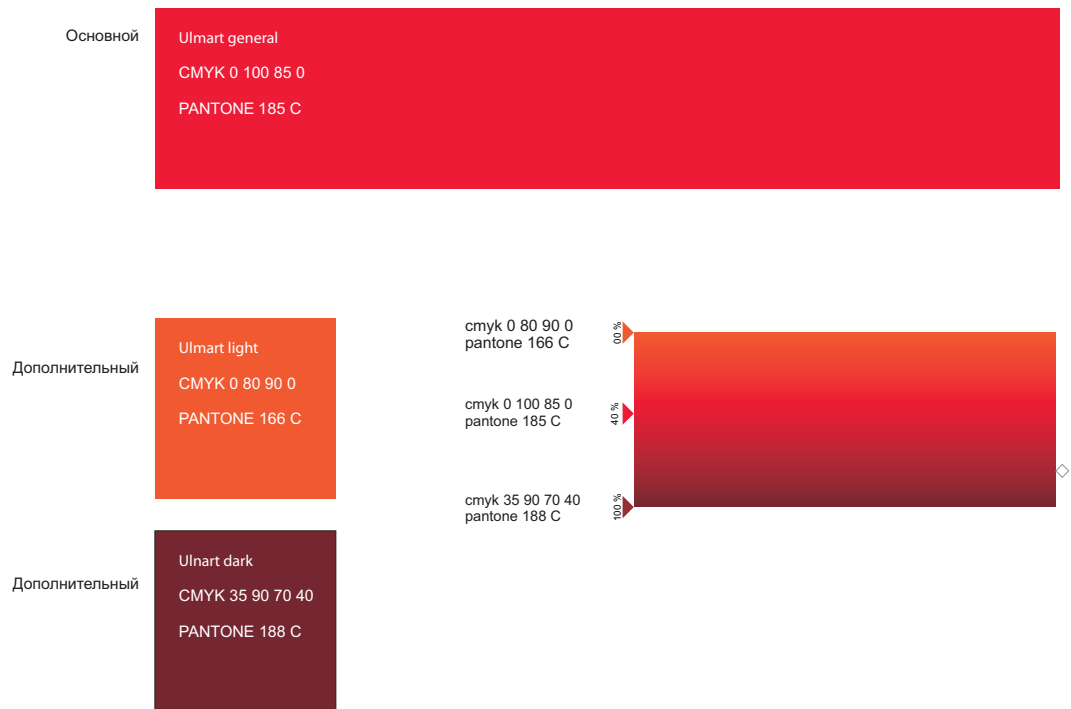 Основной
Ulmart general
CMYK 0 100 85 0
PANTONE 185 C
Дополнительный
Ulmart light
CMYK 0 80 90 0
PANTONE 166 C
cmyk 0 80 90 0
pantone 166 C
00 %
cmyk 0 100 85 0
pantone 185 C
40 %
cmyk 35 90 70 40
pantone 188 C
100 %
Дополнительный
Ulnart dark
CMYK 35 90 70 40
PANTONE 188 C